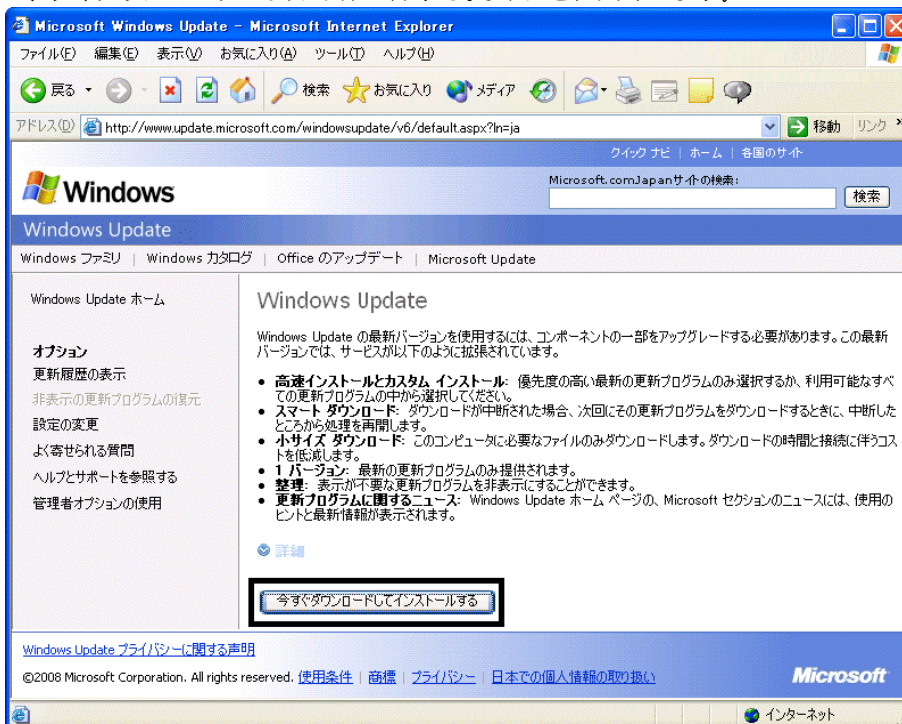 Microsoft Windows Update - Microsoft Internet Explorer
ファイル(F) 編集(E) 表示(V) お気に入り(A) ツール(T) ヘルプ(H)
戻る 検索 お気に入り メディア
アドレス(D) http://www.update.microsoft.com/windowsupdate/v6/default.aspx?ln=ja 移動 リンク »
クイック ナビ | ホーム | 各国のサイト
Windows
Microsoft.comJapanサイトの検索:
検索
Windows Update
Windows ファミリ | Windows カタログ | Office のアップデート | Microsoft Update
Windows Update ホーム
オプション
更新履歴の表示
非表示の更新プログラムの復元
設定の変更
よく寄せられる質問
ヘルプとサポートを参照する
管理者オプションの使用
Windows Update
Windows Update の最新バージョンを使用するには、コンポーネントの一部をアップグレードする必要があります。この最新
バージョンでは、サービスが以下のように拡張されています。
• 高速インストールとカスタム インストール: 優先度の高い最新の更新プログラムのみ選択するか、利用可能なすべ
ての更新プログラムの中から選択してください。
• スマート ダウンロード: ダウンロードが中断された場合、次回にその更新プログラムをダウンロードするときに、中断した
ところから処理を再開します。
• 小サイズ ダウンロード: このコンピュータに必要なファイルのみダウンロードします。ダウンロードの時間と接続に伴うコス
トを低減します。
• 1 バージョン: 最新の更新プログラムのみ提供されます。
• 整理: 表示が不要な更新プログラムを非表示にすることができます。
• 更新プログラムに関するニュース: Windows Update ホーム ページの、Microsoft セクションのニュースには、使用の
ヒントと最新情報が表示されます。
詳細
今すぐダウンロードしてインストールする
Windows Update プライバシーに関する声明
©2008 Microsoft Corporation. All rights reserved. 使用条件 | 商標 | プライバシー | 日本での個人情報の取り扱い
Microsoft
インターネット